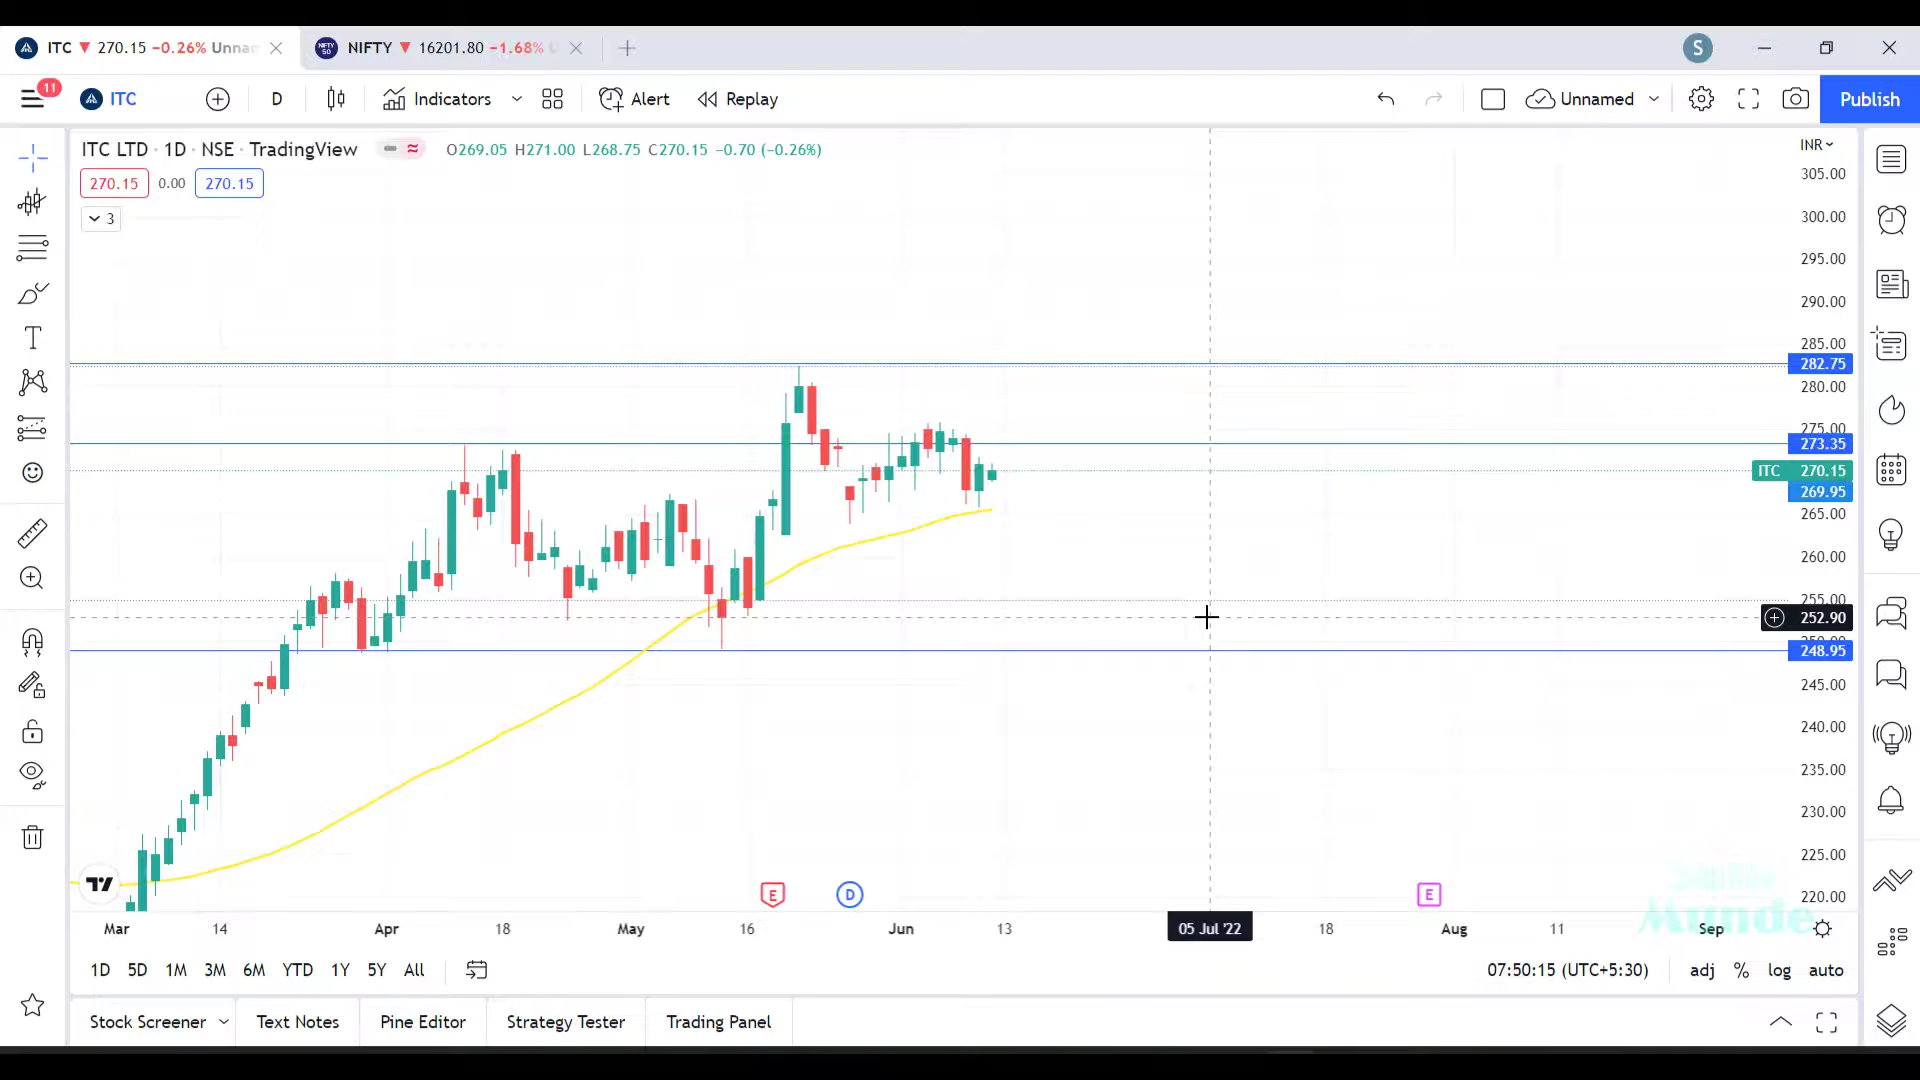 ITC ▼ 270.15 −0.26% Unnan
NIFTY 50 NIFTY ▼ 16201.80 −1.68% U
S
11
ITC D Indicators Alert Replay Unnamed Publish
ITC LTD · 1D · NSE · TradingView O269.05 H271.00 L268.75 C270.15 −0.70 (−0.26%)
INR
270.15 0.00 270.15
3
305.00
300.00
295.00
290.00
285.00
282.75
280.00
275.00
273.35
ITC 270.15
269.95
265.00
260.00
255.00
252.90
250.00
248.95
245.00
240.00
235.00
230.00
225.00
220.00
E D E
Munde
Mar 14 Apr 18 May 16 Jun 13 05 Jul '22 18 Aug 11 Sep
1D 5D 1M 3M 6M YTD 1Y 5Y All 07:50:15 (UTC+5:30) adj % log auto
Stock Screener Text Notes Pine Editor Strategy Tester Trading Panel